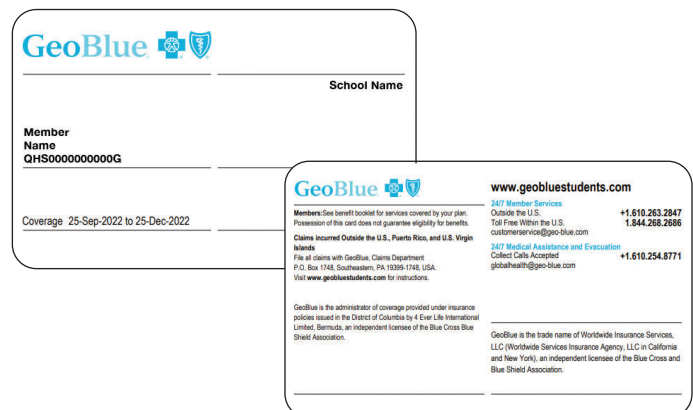 GeoBlue
School Name
Member
Name
QHS0000000000G
Coverage 25-Sep-2022 to 25-Dec-2022
GeoBlue
Members:See benefit booklet for services covered by your plan.
Possession of this card does not guarantee eligibility for benefits.
Claims incurred Outside the U.S., Puerto Rico, and U.S. Virgin
Islands
File all claims with GeoBlue, Claims Department
P.O. Box 1748, Southeastern, PA 19399-1748, USA.
Visit www.geobluestudents.com for instructions.
GeoBlue is the administrator of coverage provided under insurance
policies issued in the District of Columbia by 4 Ever Life International
Limited, Bermuda, an independent licensee of the Blue Cross Blue
Shield Association.
www.geobluestudents.com
24/7 Member Services
Outside the U.S. +1.610.263.2847
Toll Free Within the U.S. 1.844.268.2686
customerservice@geo-blue.com
24/7 Medical Assistance and Evacuation
Collect Calls Accepted +1.610.254.8771
globalhealth@geo-blue.com
GeoBlue is the trade name of Worldwide Insurance Services,
LLC (Worldwide Services Insurance Agency, LLC in California
and New York), an independent licensee of the Blue Cross and
Blue Shield Association.